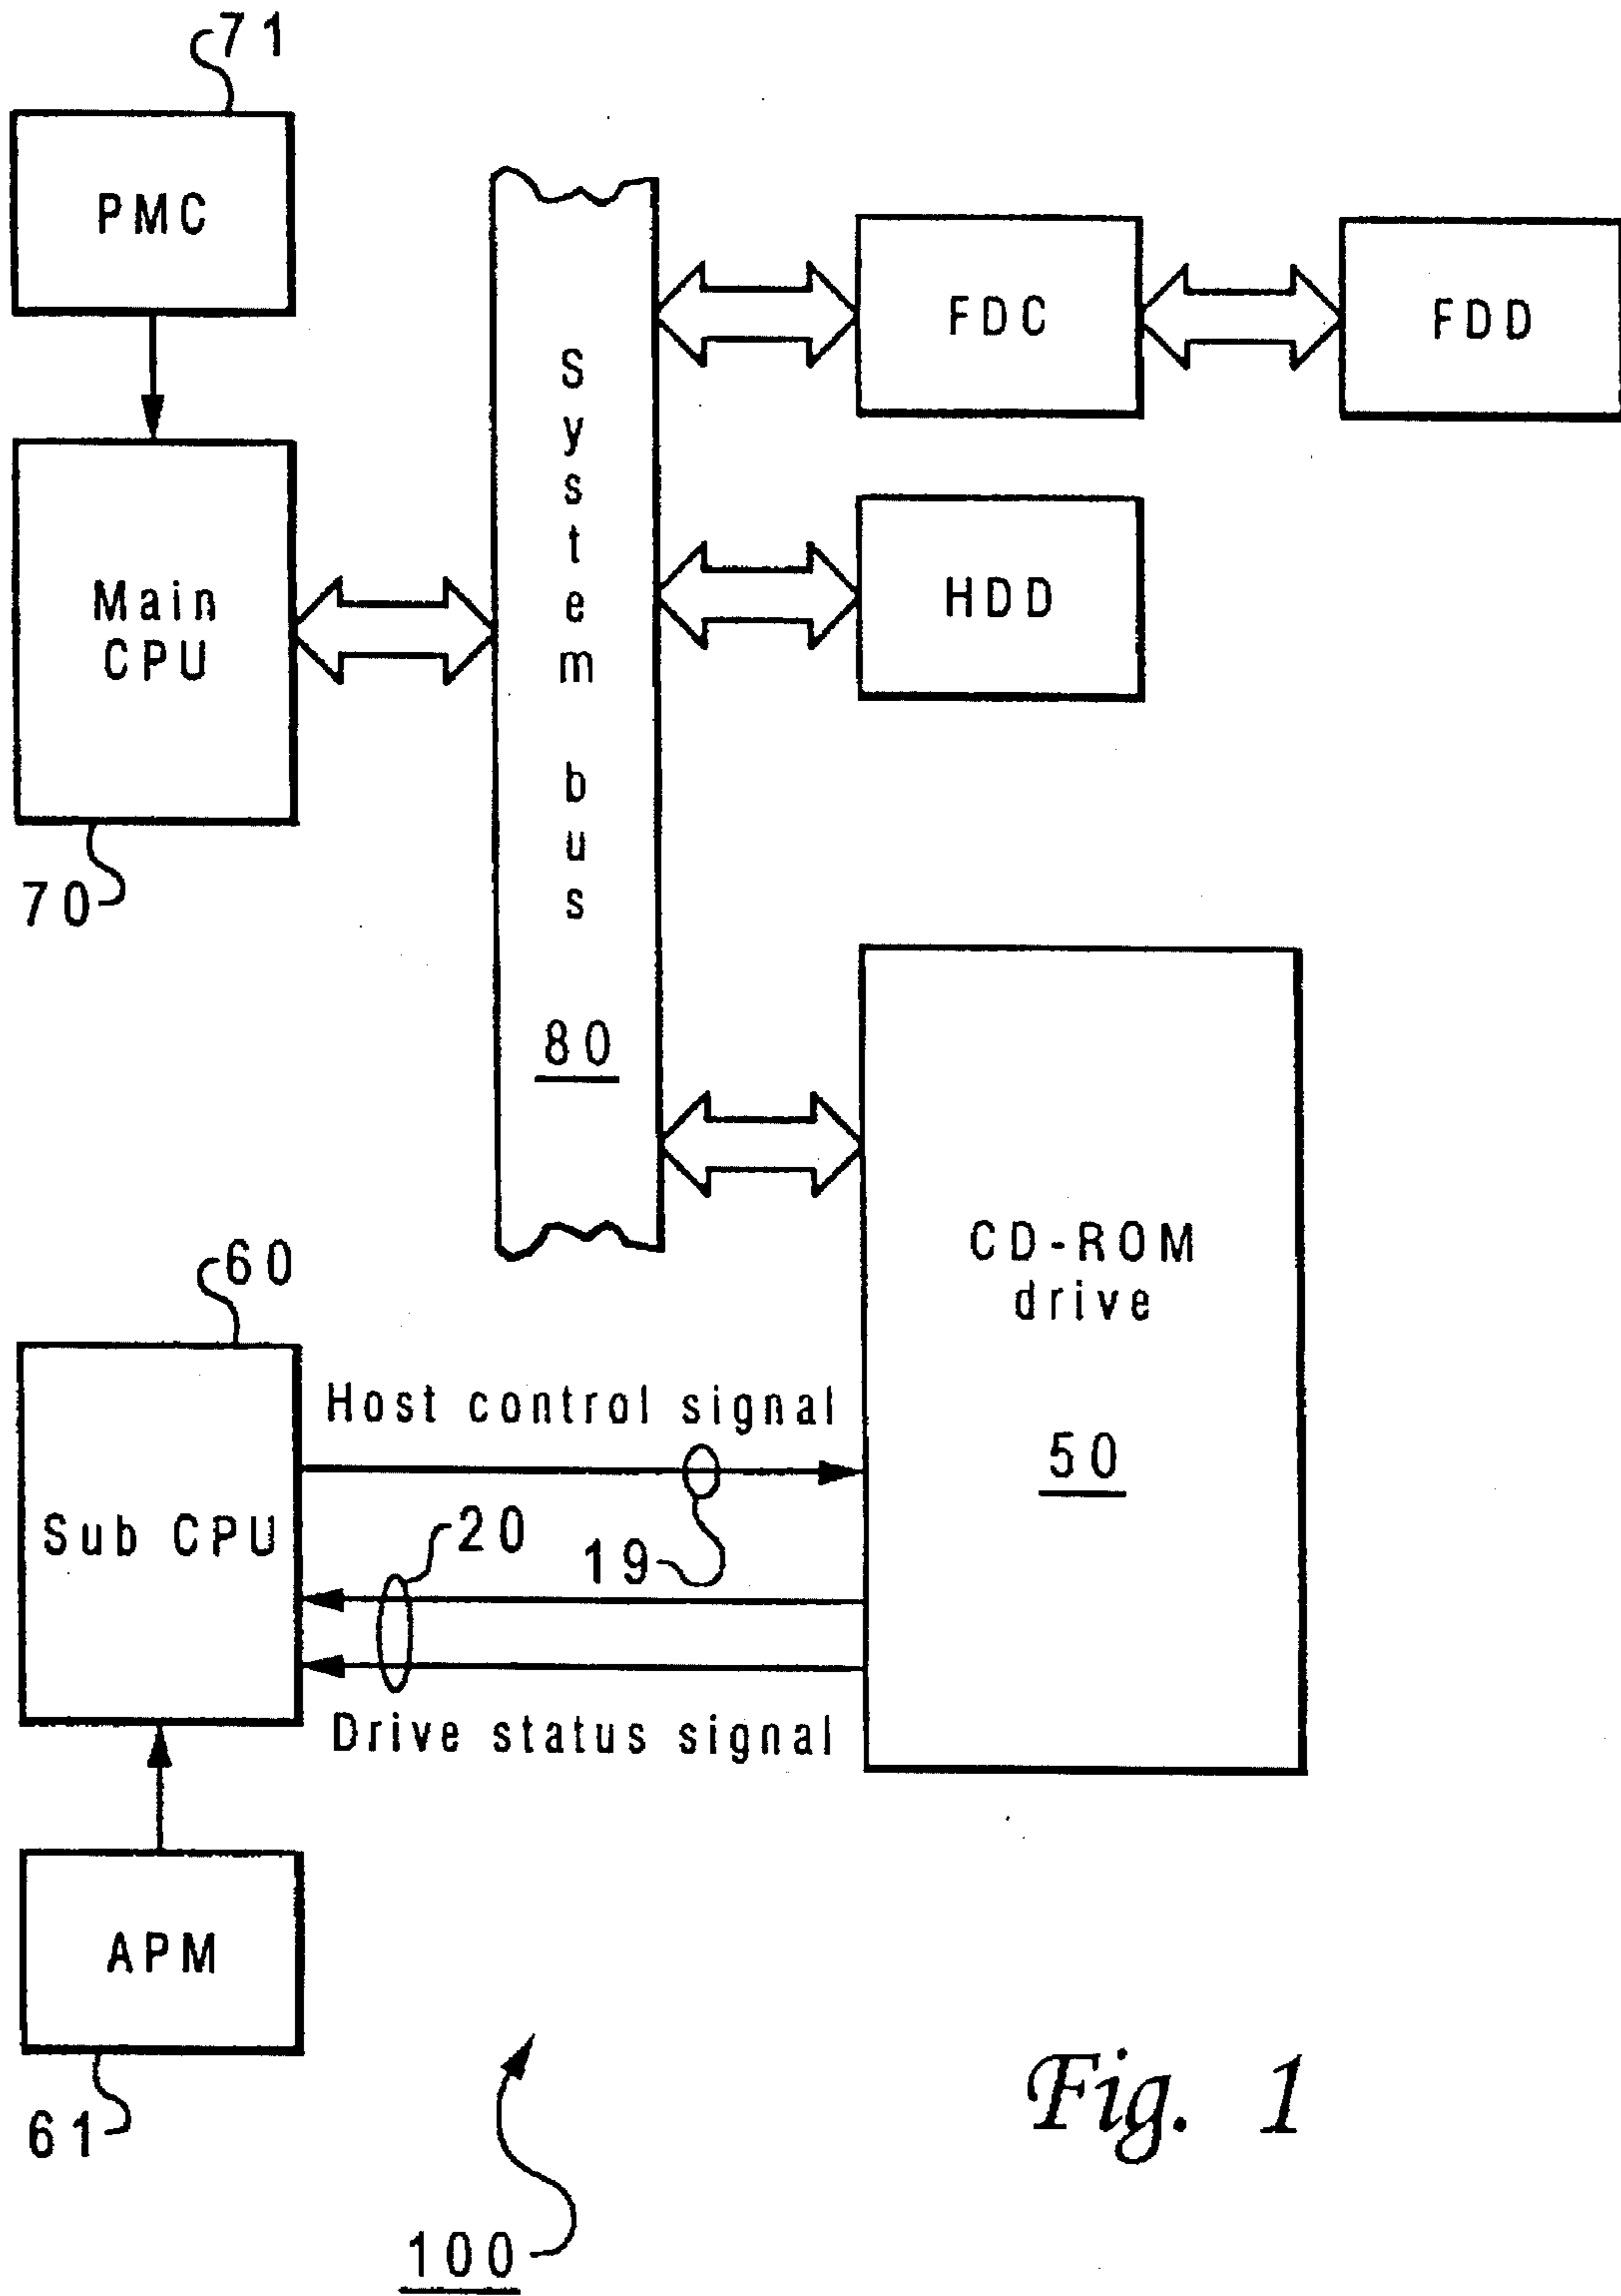 71
PMC
FDC
FDD
System bus
Main
CPU
HDD
70
80
60
CD-ROM
drive
50
Host control signal
Sub CPU
20
19
Drive status signal
APM
61
100
Fig. 1